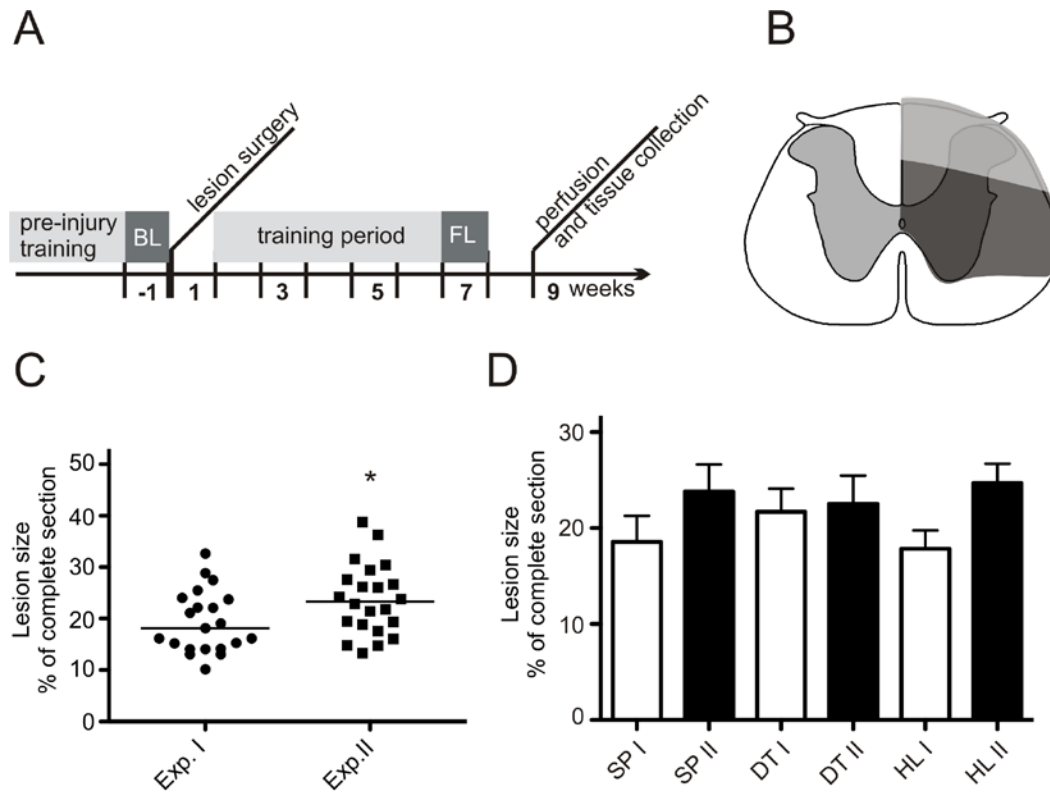 A
lesion surgery
perfusion
and tissue collection
pre-injury
training
BL
training period
FL
-1 1 3 5 7 9 weeks
B
C
Lesion size
% of complete section
50
40
30
20
10
0
*
Exp. I
Exp.II
D
Lesion size
% of complete section
30
20
10
0
SP I
SP II
DT I
DT II
HL I
HL II